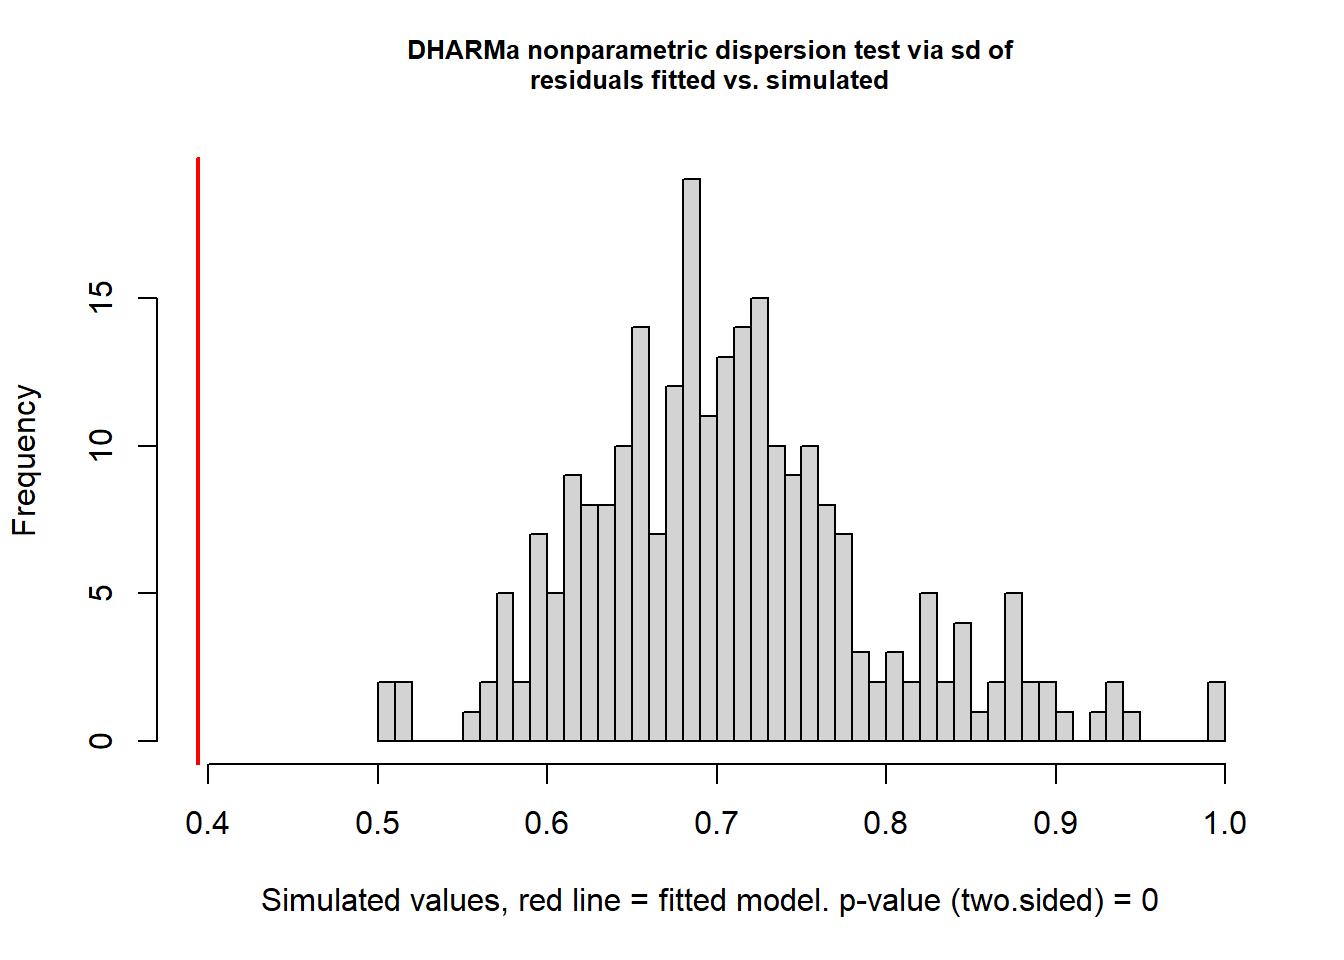 DHARMa nonparametric dispersion test via sd of
residuals fitted vs. simulated
Frequency
15
10
5
0
0.4 0.5 0.6 0.7 0.8 0.9 1.0
Simulated values, red line = fitted model. p-value (two.sided) = 0